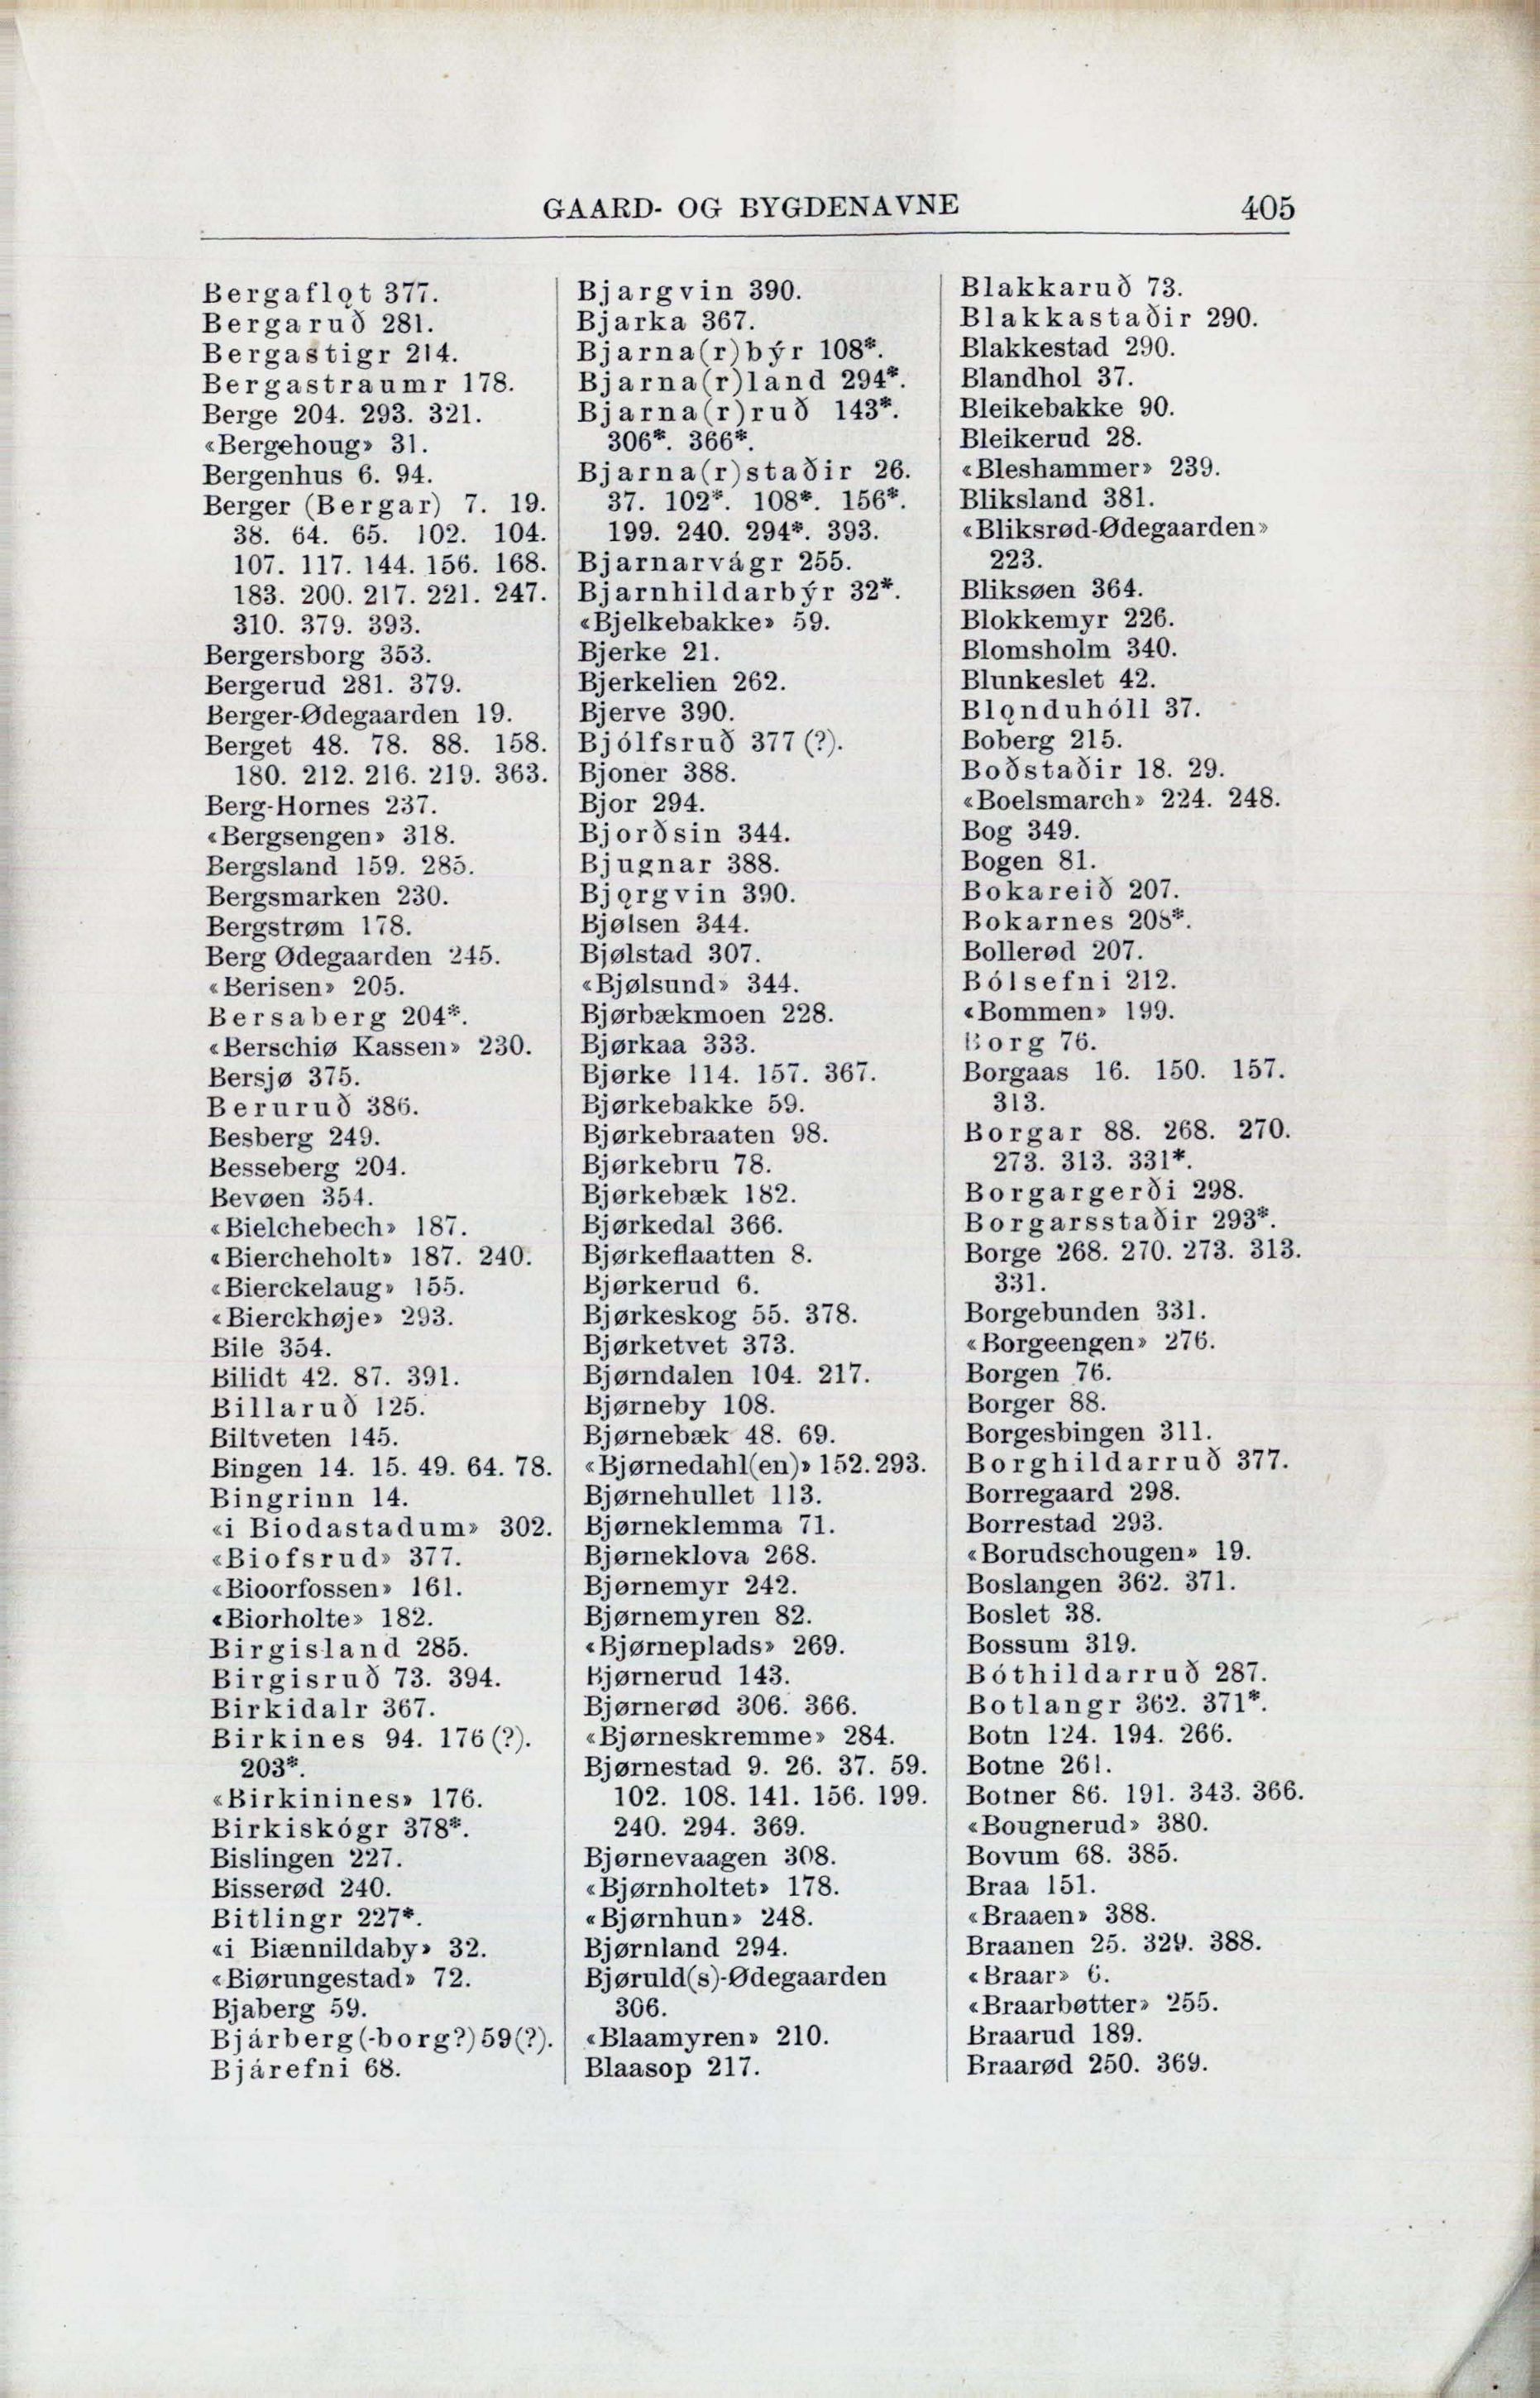 GAARD- OG BYGDENAVNE 405
Bergaflǫt 377.
Bergaruð 281.
Bergastigr 214.
Bergastraumr 178.
Berge 204. 293. 321.
«Bergehoug» 31.
Bergenhus 6. 94.
Berger (Bergar) 7. 19.
38. 64. 65. 102. 104.
107. 117. 144. 156. 168.
183. 200. 217. 221. 247.
310. 379. 393.
Bergersborg 353.
Bergerud 281. 379.
Berger-Ødegaarden 19.
Berget 48. 78. 88. 158.
180. 212. 216. 219. 363.
Berg-Hornes 237.
«Bergsengen» 318.
Bergsland 159. 285.
Bergsmarken 230.
Bergstrøm 178.
Berg Ødegaarden 245.
«Berisen» 205.
Bersaberg 204*.
«Berschiø Kassen» 230.
Bersjø 375.
Beruruð 386.
Besberg 249.
Besseberg 204.
Bevøen 354.
«Bielchebech» 187.
«Biercheholt» 187. 240.
«Bierckelaug» 155.
«Bierckhøje» 293.
Bile 354.
Bilidt 42. 87. 391.
Billaruð 125.
Biltveten 145.
Bingen 14. 15. 49. 64. 78.
Bingrinn 14.
«i Biodastadum» 302.
«Biofsrud» 377.
«Bioorfossen» 161.
«Biorholte» 182.
Birgisland 285.
Birgisruð 73. 394.
Birkidalr 367.
Birkines 94. 176 (?).
203*.
«Birkinines» 176.
Birkiskógr 378*.
Bislingen 227.
Bisserød 240.
Bitlingr 227*.
«i Biænnildaby» 32.
«Biørungestad» 72.
Bjaberg 59.
Bjárberg (-borg?) 59 (?).
Bjárefni 68.
Bjargvin 390.
Bjarka 367.
Bjarna(r)býr 108*.
Bjarna(r)land 294*.
Bjarna(r)ruð 143*.
306*. 366*.
Bjarna(r)staðir 26.
37. 102*. 108*. 156*.
199. 240. 294*. 393.
Bjarnarvágr 255.
Bjarnhildarbýr 32*.
«Bjelkebakke» 59.
Bjerke 21.
Bjerkelien 262.
Bjerve 390.
Bjólfsruð 377 (?).
Bjoner 388.
Bjor 294.
Bjorðsin 344.
Bjugnar 388.
Bjǫrgvin 390.
Bjølsen 344.
Bjølstad 307.
«Bjølsund» 344.
Bjørbækmoen 228.
Bjørkaa 333.
Bjørke 114. 157. 367.
Bjørkebakke 59.
Bjørkebraaten 98.
Bjørkebru 78.
Bjørkebæk 182.
Bjørkedal 366.
Bjørkeflaatten 8.
Bjørkerud 6.
Bjørkeskog 55. 378.
Bjørketvet 373.
Bjørndalen 104. 217.
Bjørneby 108.
Bjørnebæk 48. 69.
«Bjørnedahl(en)» 152. 293.
Bjørnehullet 113.
Bjørneklemma 71.
Bjørneklova 268.
Bjørnemyr 242.
Bjørnemyren 82.
«Bjørneplads» 269.
Bjørnerud 143.
Bjørnerød 306. 366.
«Bjørneskremme» 284.
Bjørnestad 9. 26. 37. 59.
102. 108. 141. 156. 199.
240. 294. 369.
Bjørnevaagen 308.
«Bjørnholtet» 178.
«Bjørnhun» 248.
Bjørnland 294.
Bjøruld(s)-Ødegaarden
306.
«Blaamyren» 210.
Blaasop 217.
Blakkaruð 73.
Blakkastaðir 290.
Blakkestad 290.
Blandhol 37.
Bleikebakke 90.
Bleikerud 28.
«Bleshammer» 239.
Bliksland 381.
«Bliksrød-Ødegaarden»
223.
Bliksøen 364.
Blokkemyr 226.
Blomsholm 340.
Blunkeslet 42.
Blǫnduhóll 37.
Boberg 215.
Boðstaðir 18. 29.
«Boelsmarch» 224. 248.
Bog 349.
Bogen 81.
Bokareið 207.
Bokarnes 208*.
Bollerød 207.
Bólsefni 212.
«Bommen» 199.
Borg 76.
Borgaas 16. 150. 157.
313.
Borgar 88. 268. 270.
273. 313. 331*.
Borgargerði 298.
Borgarsstaðir 293*.
Borge 268. 270. 273. 313.
331.
Borgebunden 331.
«Borgeengen» 276.
Borgen 76.
Borger 88.
Borgesbingen 311.
Borghildarruð 377.
Borregaard 298.
Borrestad 293.
«Borudschougen» 19.
Boslangen 362. 371.
Boslet 38.
Bossum 319.
Bóthildarruð 287.
Botlangr 362. 371*.
Botn 124. 194. 266.
Botne 261.
Botner 86. 191. 343. 366.
«Bougnerud» 380.
Bovum 68. 385.
Braa 151.
«Braaen» 388.
Braanen 25. 329. 388.
«Braar» 6.
«Braarbøtter» 255.
Braarud 189.
Braarød 250. 369.